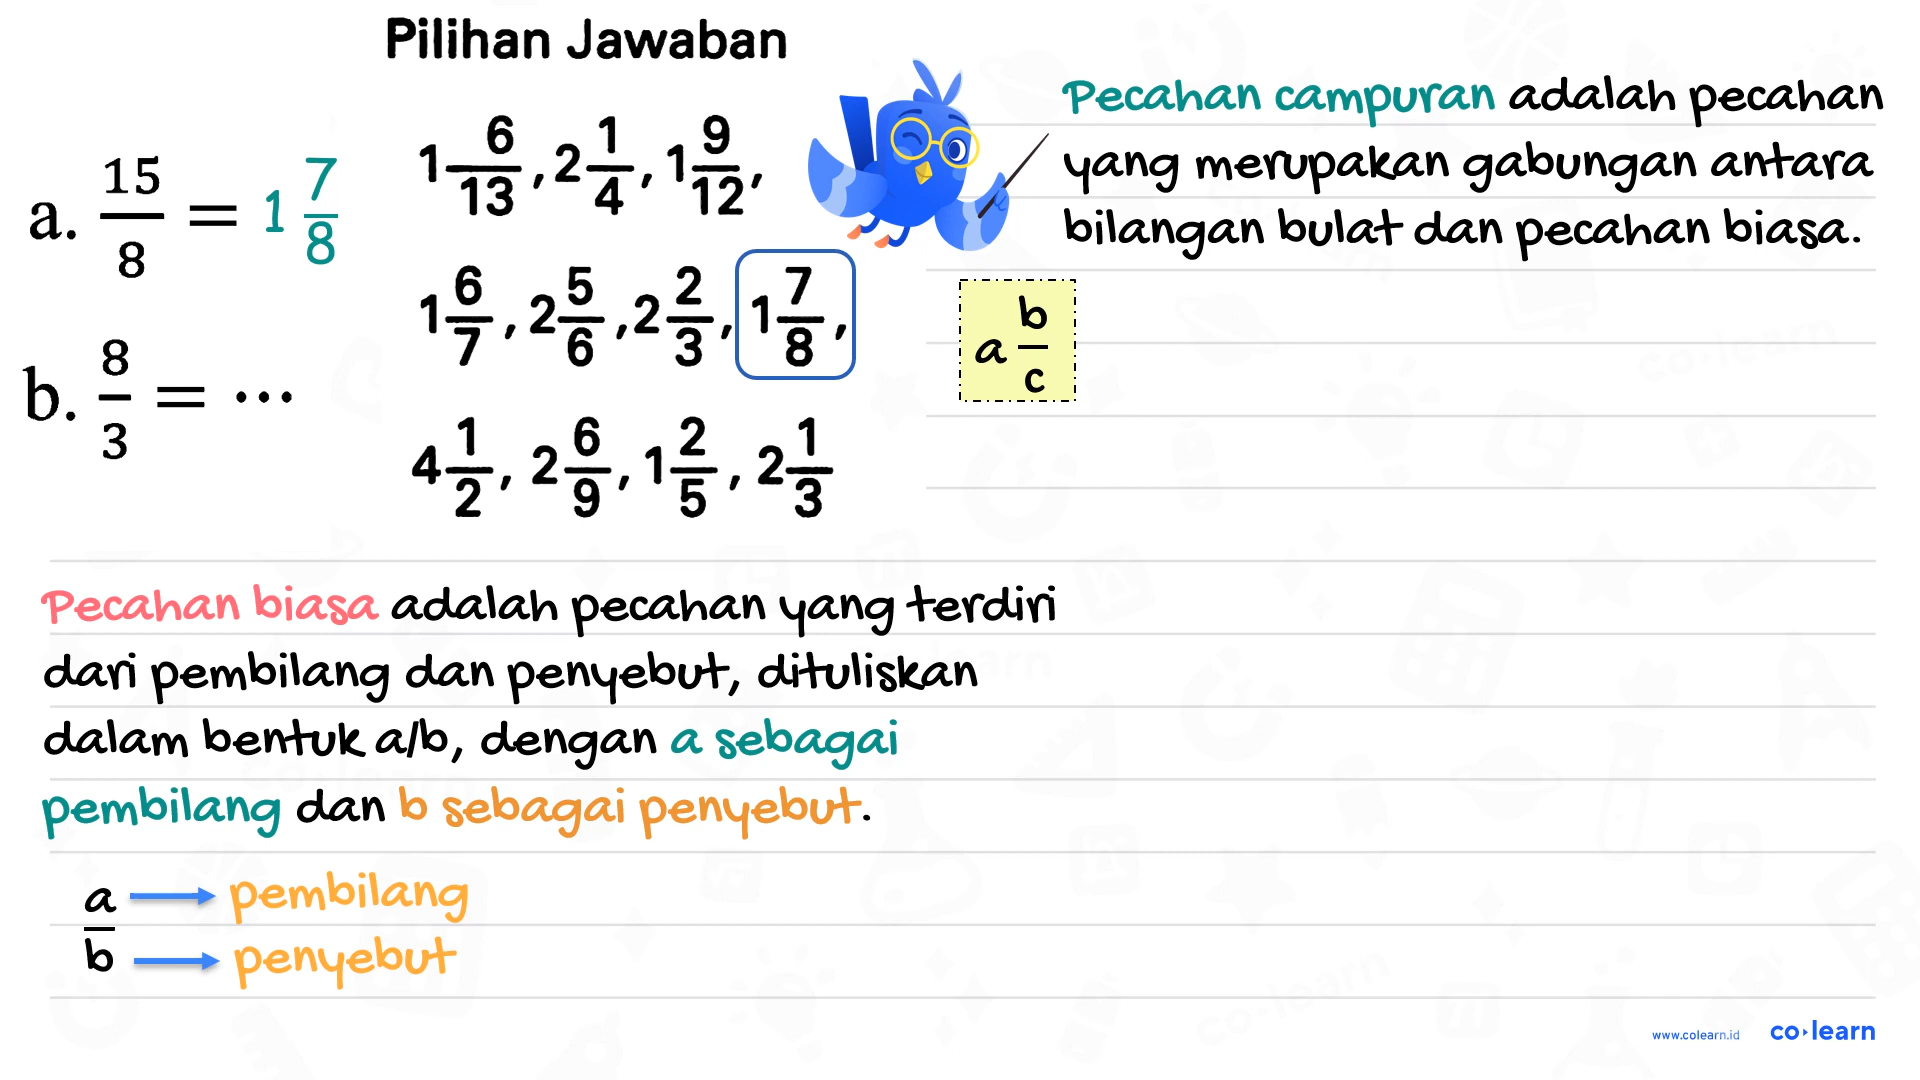 Pilihan Jawaban
a. 15/8 = 1 7/8
b. 8/3 = ...
1 6/13, 2 1/4, 1 9/12,
1 6/7, 2 5/6, 2 2/3, 1 7/8,
4 1/2, 2 6/9, 1 2/5, 2 1/3
Pecahan campuran adalah pecahan
yang merupakan gabungan antara
bilangan bulat dan pecahan biasa.
a b/c
Pecahan biasa adalah pecahan yang terdiri
dari pembilang dan penyebut, dituliskan
dalam bentuk a/b, dengan a sebagai
pembilang dan b sebagai penyebut.
a → pembilang
b → penyebut
www.colearn.id co learn